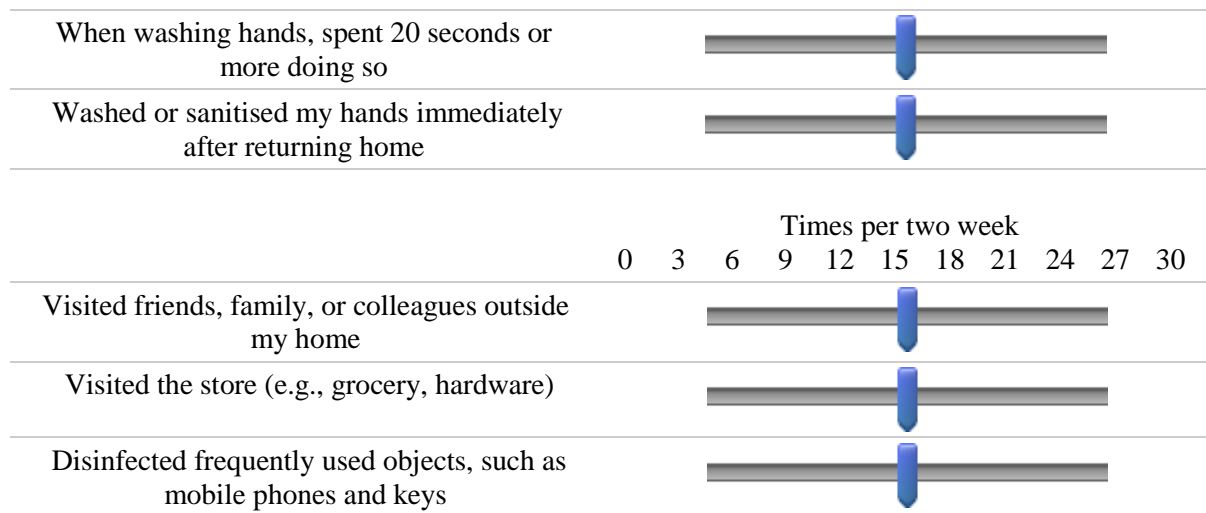 When washing hands, spent 20 seconds or
more doing so
Washed or sanitised my hands immediately
after returning home
Times per two week
0 3 6 9 12 15 18 21 24 27 30
Visited friends, family, or colleagues outside
my home
Visited the store (e.g., grocery, hardware)
Disinfected frequently used objects, such as
mobile phones and keys